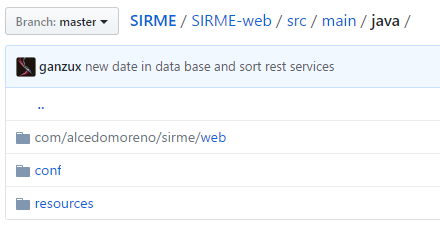 Branch: master SIRME / SIRME-web / src / main / java /
ganzux new date in data base and sort rest services
..
com/alcedomoreno/sirme/web
conf
resources